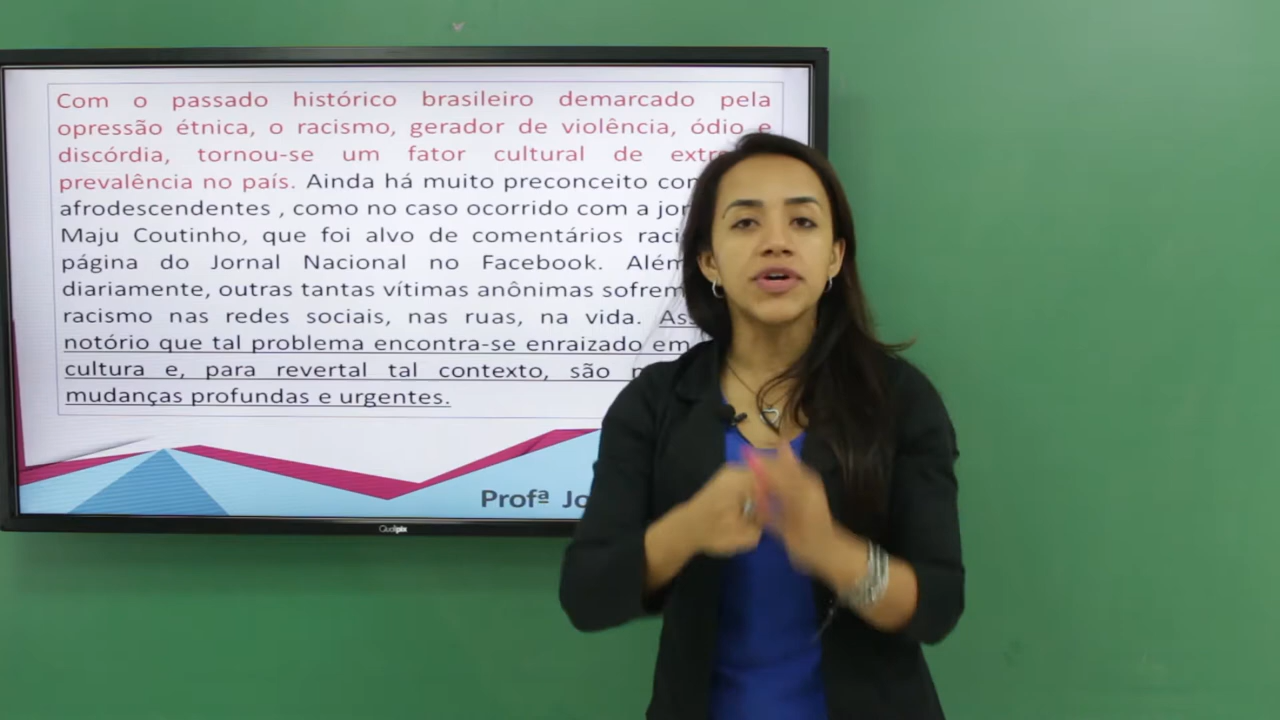 Com o passado histórico brasileiro demarcado pela
opressão étnica, o racismo, gerador de violência, ódio e
discórdia, tornou-se um fator cultural de
prevalência no país. Ainda há muito preconceito
afrodescendentes , como no caso ocorrido com a
Maju Coutinho, que foi alvo de comentários
página do Jornal Nacional no Facebook.
diariamente, outras tantas vítimas anônimas sofrem
racismo nas redes sociais, nas ruas, na vida.
notório que tal problema encontra-se enraizado em
cultura e, para revertal tal contexto, são
mudanças profundas e urgentes.
Profª